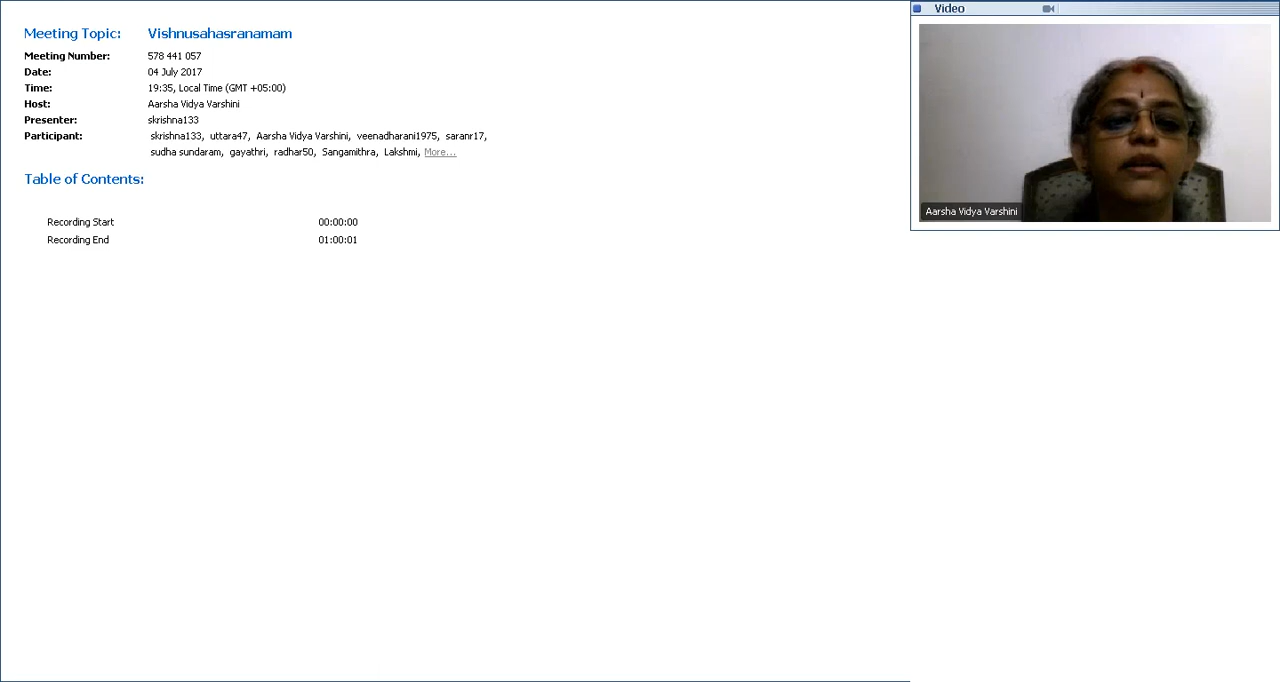 Meeting Topic: Vishnusahasranamam
Meeting Number: 578 441 057
Date: 04 July 2017
Time: 19:35, Local Time (GMT +05:00)
Host: Aarsha Vidya Varshini
Presenter: skrishna133
Participant: skrishna133, uttara47, Aarsha Vidya Varshini, veenadharani1975, saranr17,
sudha sundaram, gayathri, radhar50, Sangamithra, Lakshmi, More...
Table of Contents:
Recording Start 00:00:00
Recording End 01:00:01
Video
Aarsha Vidya Varshini